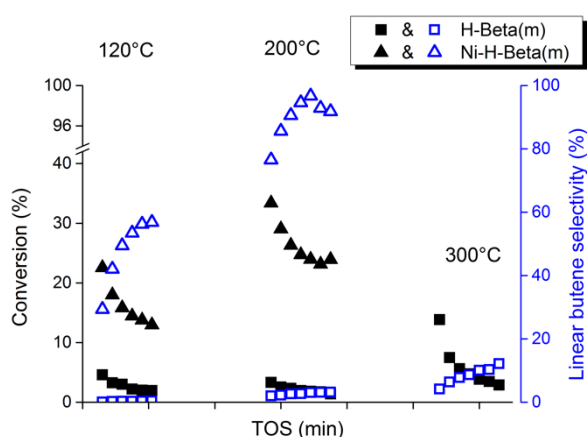 120°C
200°C
■ & □ H-Beta(m)
▲ & △ Ni-H-Beta(m)
300°C
Conversion (%)
100
96
40
30
20
10
0
TOS (min)
100
80
60
40
20
0
Linear butene selectivity (%)